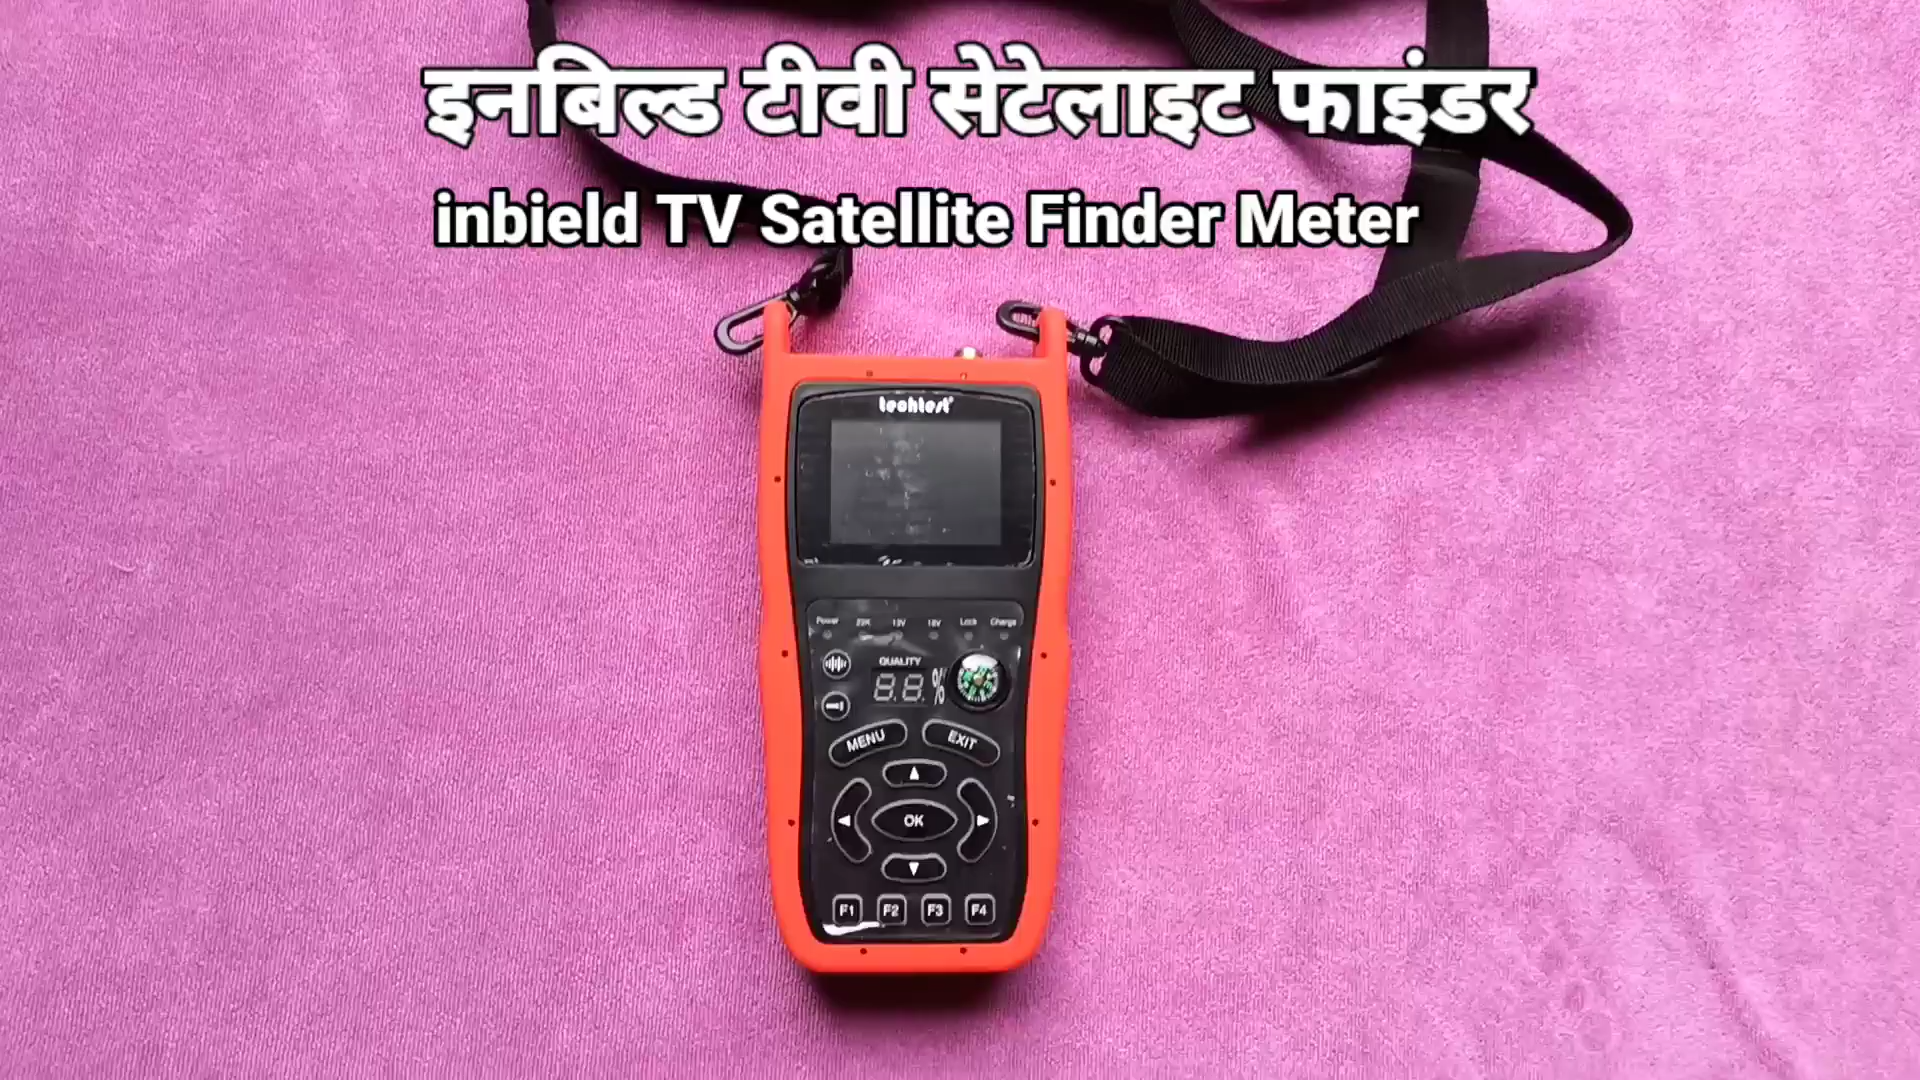 इनबिल्ड टीवी सेटेलाइट फाइंडर
inbield TV Satellite Finder Meter
techtest
Power 22K 13V 18V Lock Charge
QUALITY
8.8. %
MENU EXIT
OK
F1 F2 F3 F4